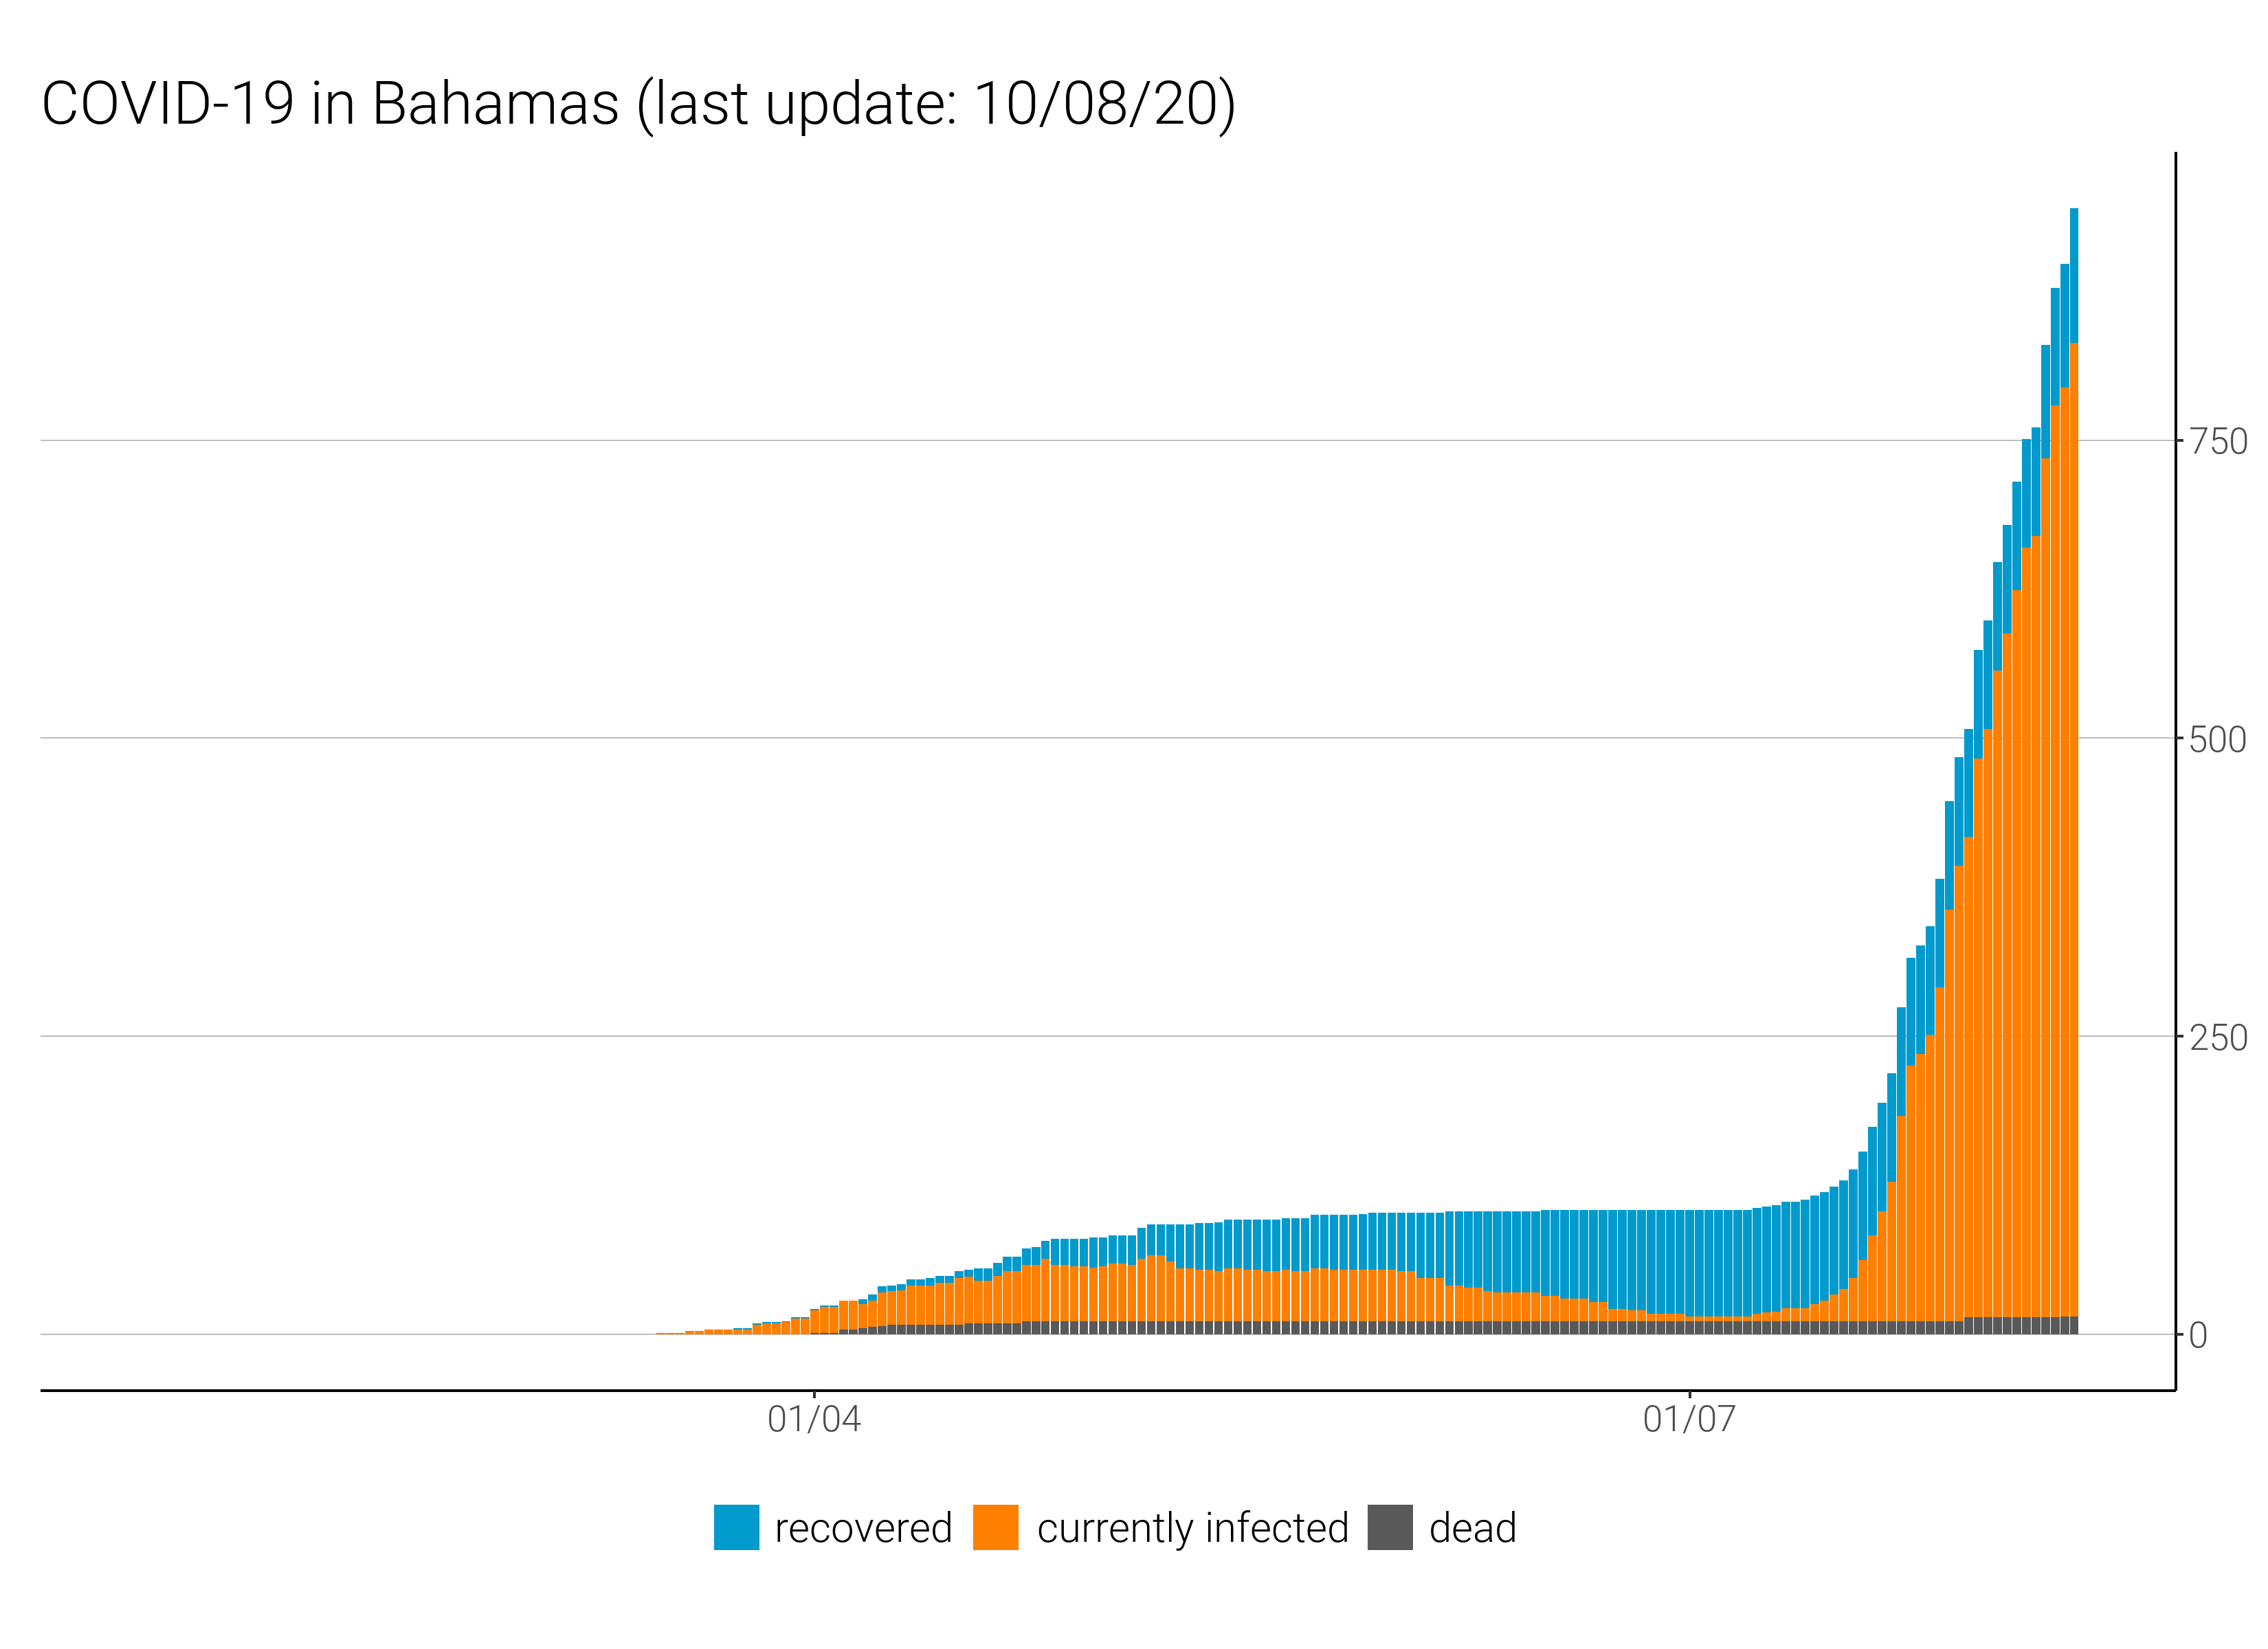 COVID-19 in Bahamas (last update: 10/08/20)
750
500
250
0
01/04 01/07
recovered currently infected dead